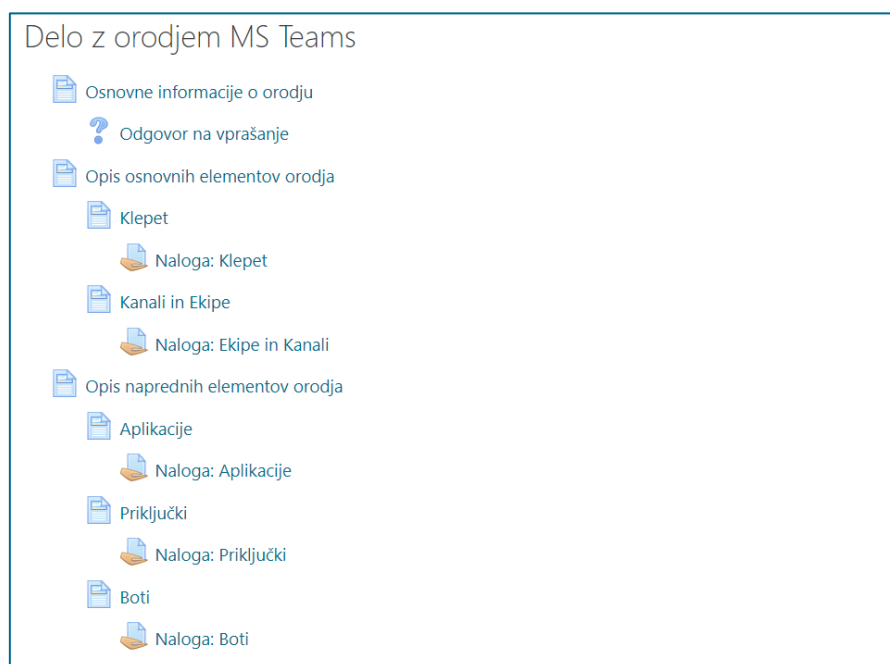 Delo z orodjem MS Teams
Osnovne informacije o orodju
Odgovor na vprašanje
Opis osnovnih elementov orodja
Klepet
Naloga: Klepet
Kanali in Ekipe
Naloga: Ekipe in Kanali
Opis naprednih elementov orodja
Aplikacije
Naloga: Aplikacije
Priključki
Naloga: Priključki
Boti
Naloga: Boti